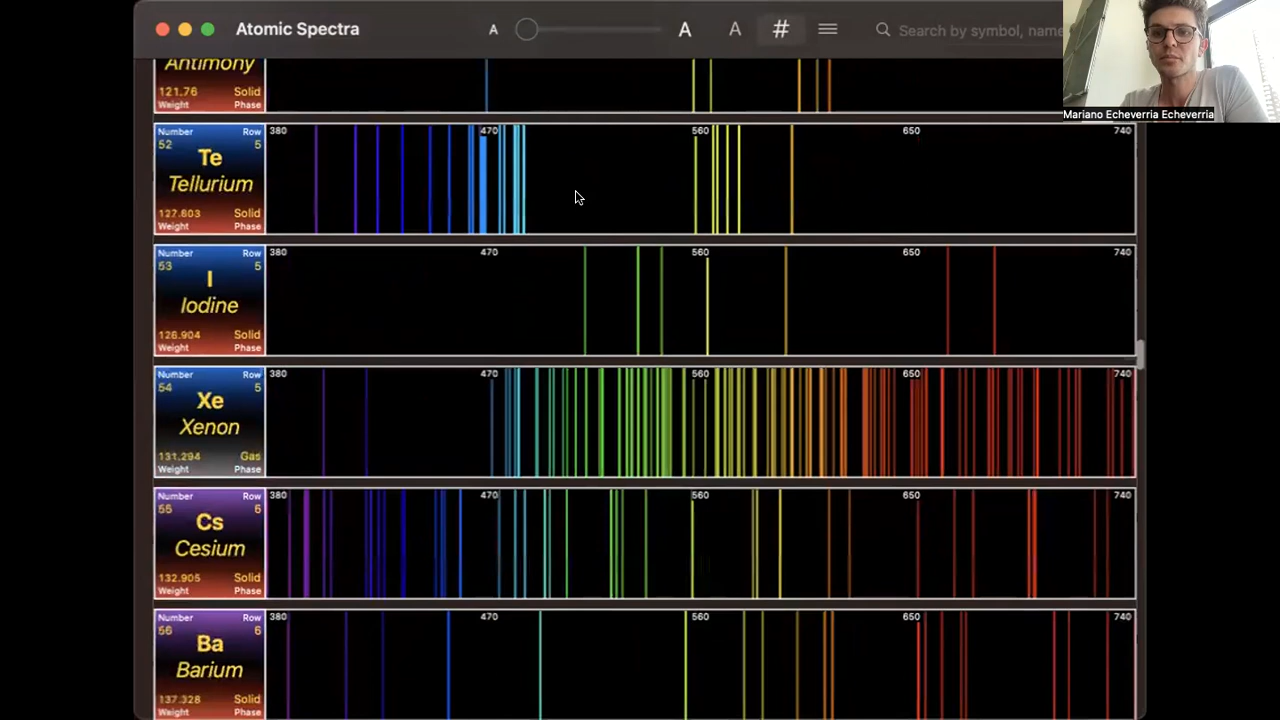 Atomic Spectra
A
A
A
#
Search by symbol, name
Mariano Echeverria Echeverria
Antimony
121.76 Solid
Weight Phase
Number Row
52 5
Te
Tellurium
127.603 Solid
Weight Phase
380 470 560 650 740
Number Row
53 5
I
Iodine
126.904 Solid
Weight Phase
380 470 560 650 740
Number Row
54 5
Xe
Xenon
131.294 Gas
Weight Phase
380 470 560 650 740
Number Row
55 6
Cs
Cesium
132.905 Solid
Weight Phase
380 470 560 650 740
Number Row
56 6
Ba
Barium
137.328 Solid
Weight Phase
380 470 560 650 740